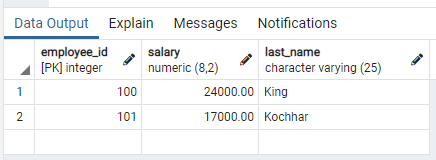 Data Output Explain Messages Notifications
employee_id salary last_name
[PK] integer numeric (8,2) character varying (25)
1 100 24000.00 King
2 101 17000.00 Kochhar